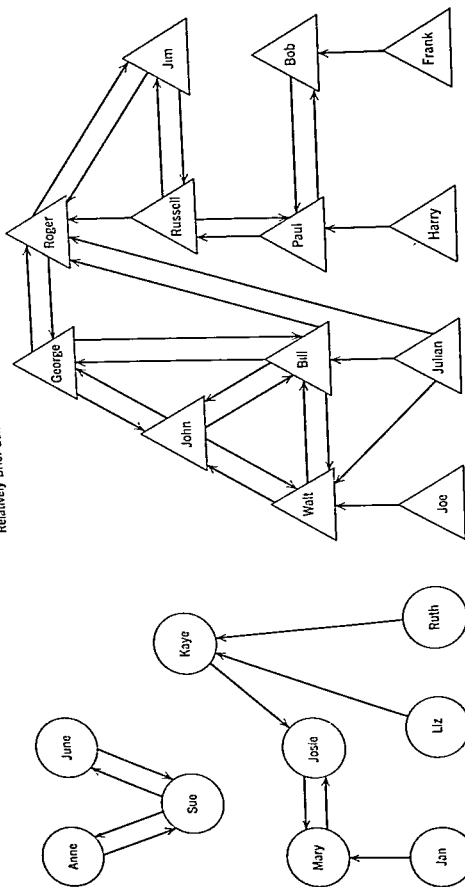 Relatively Brief
Roger
George
June
Anne
Jim
Russell
John
Kaye
Sue
Mary
Josie
Walt
Bill
Paul
Bob
Jan
Liz
Ruth
Joe
Julian
Harry
Frank